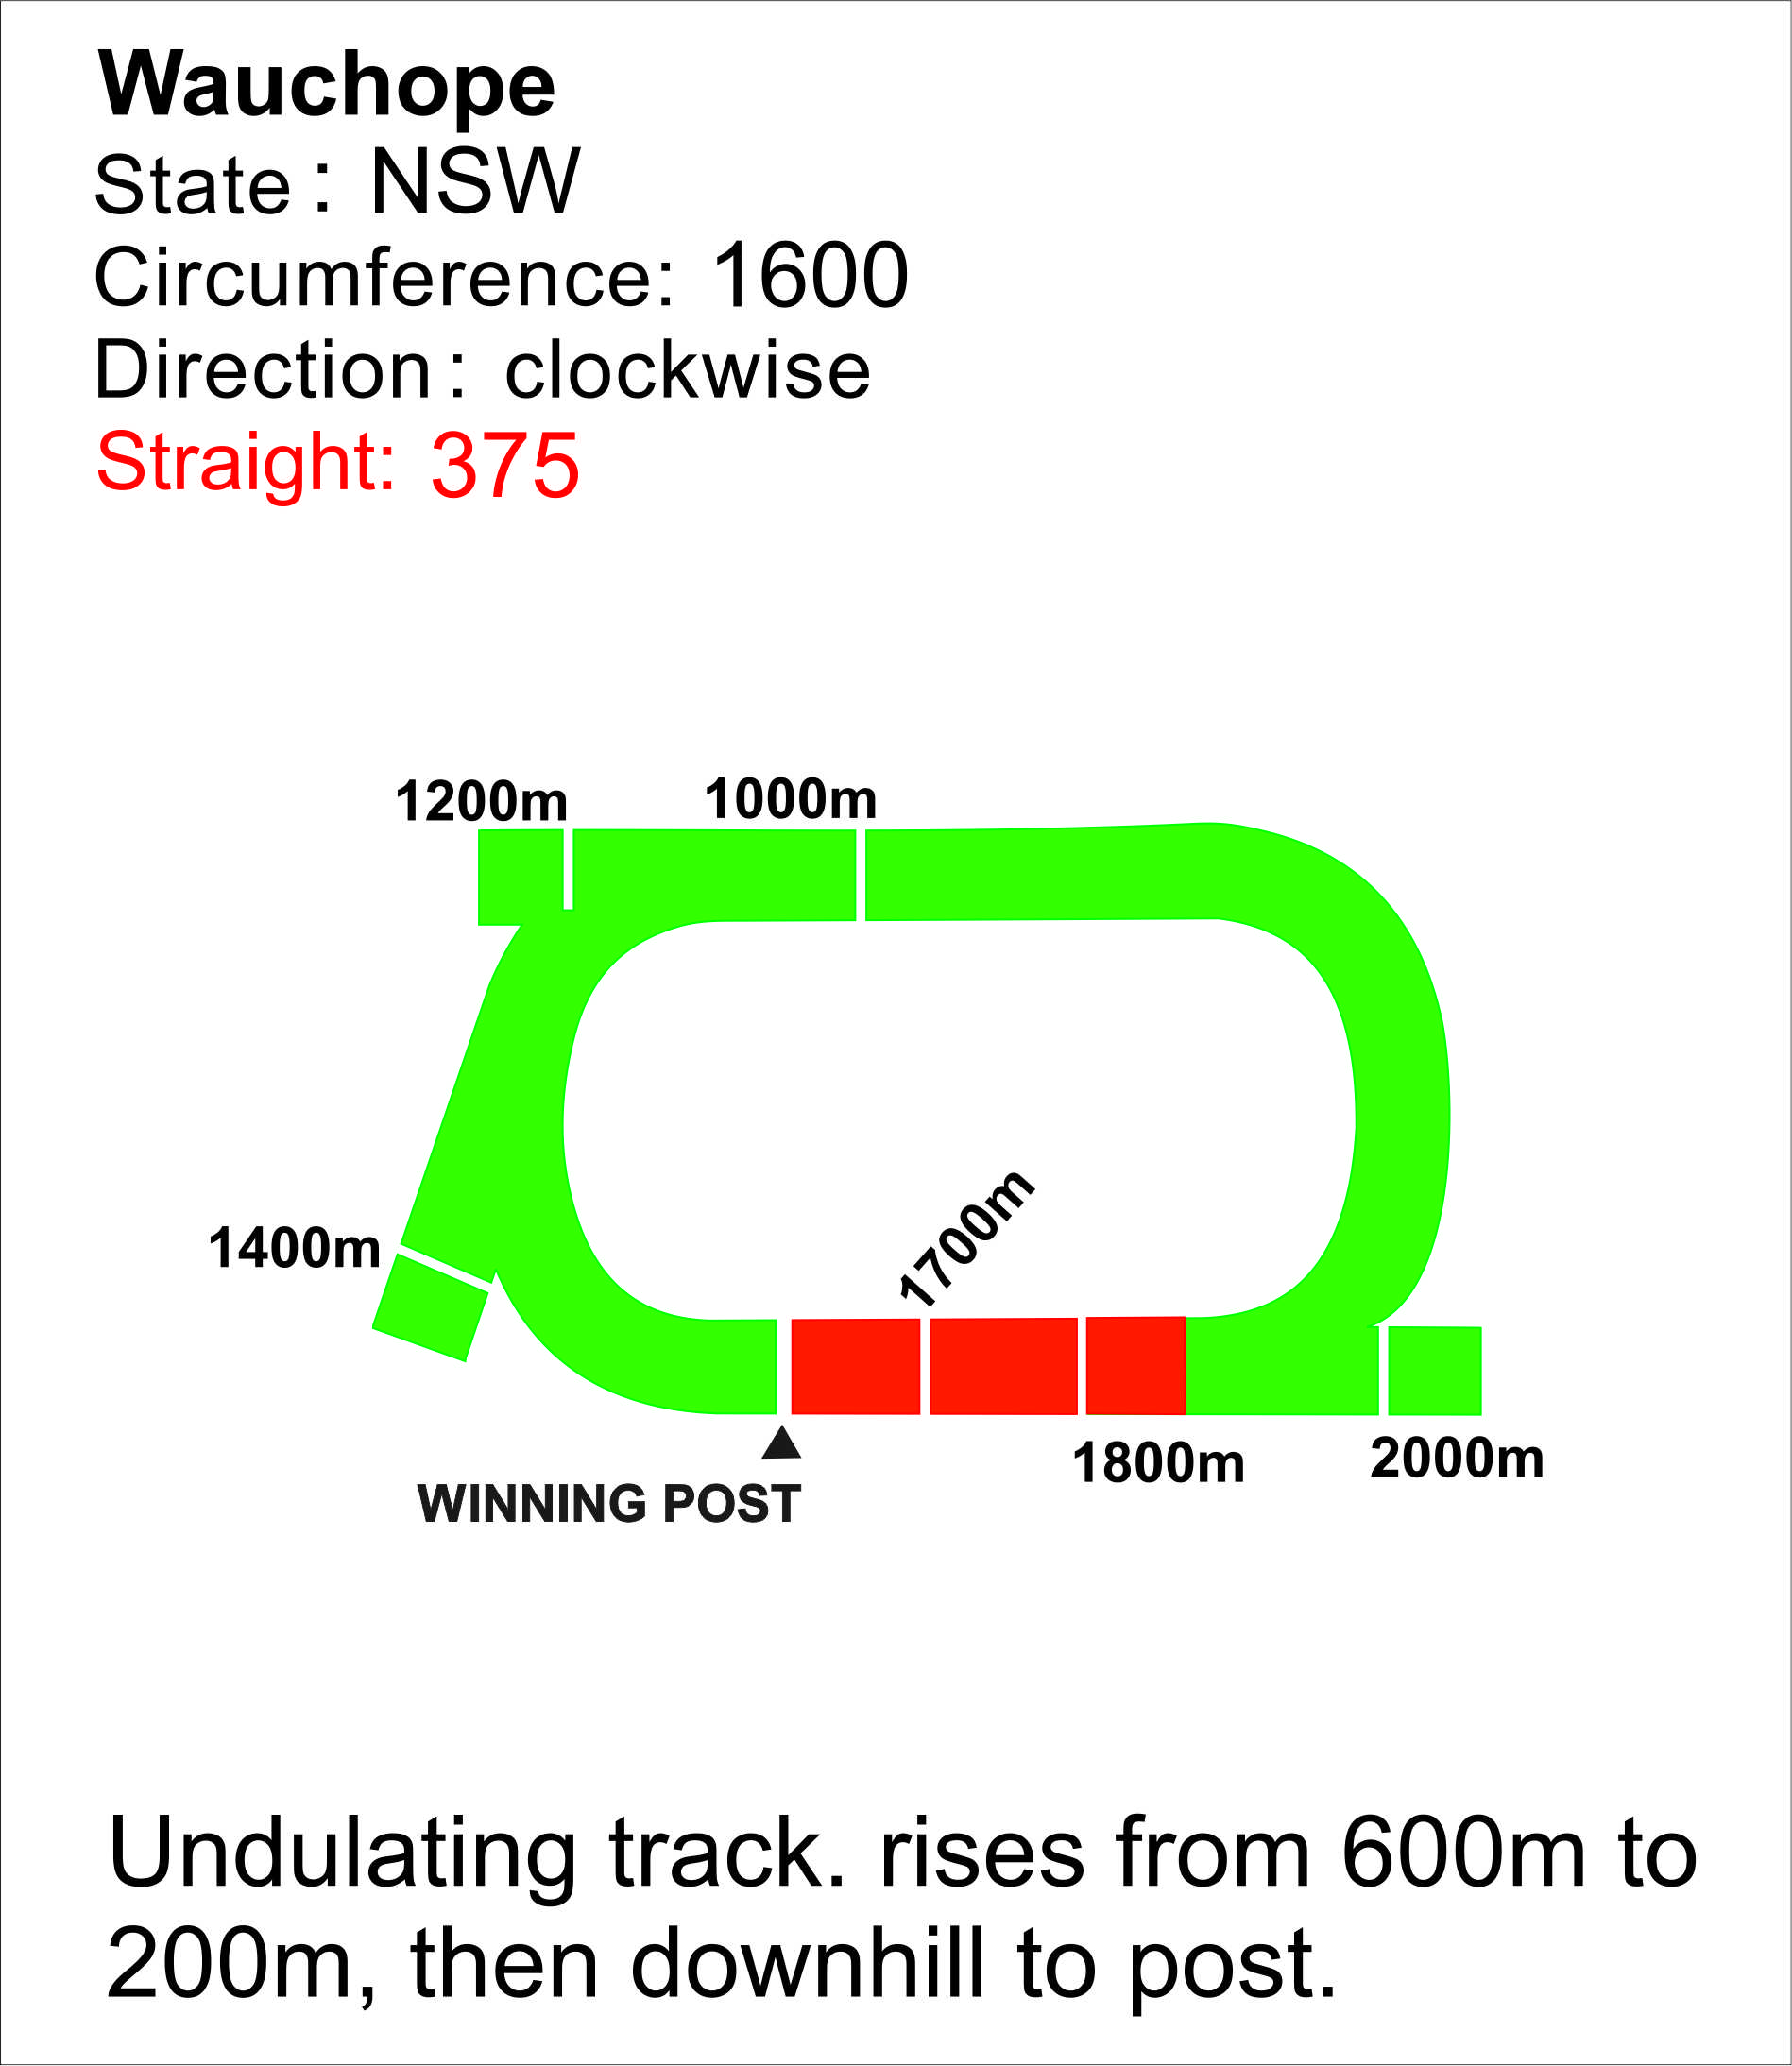 Wauchope
State : NSW
Circumference: 1600
Direction : clockwise
Straight: 375
1200m
1000m
1400m
1700m
1800m
2000m
WINNING POST
Undulating track. rises from 600m to
200m, then downhill to post.